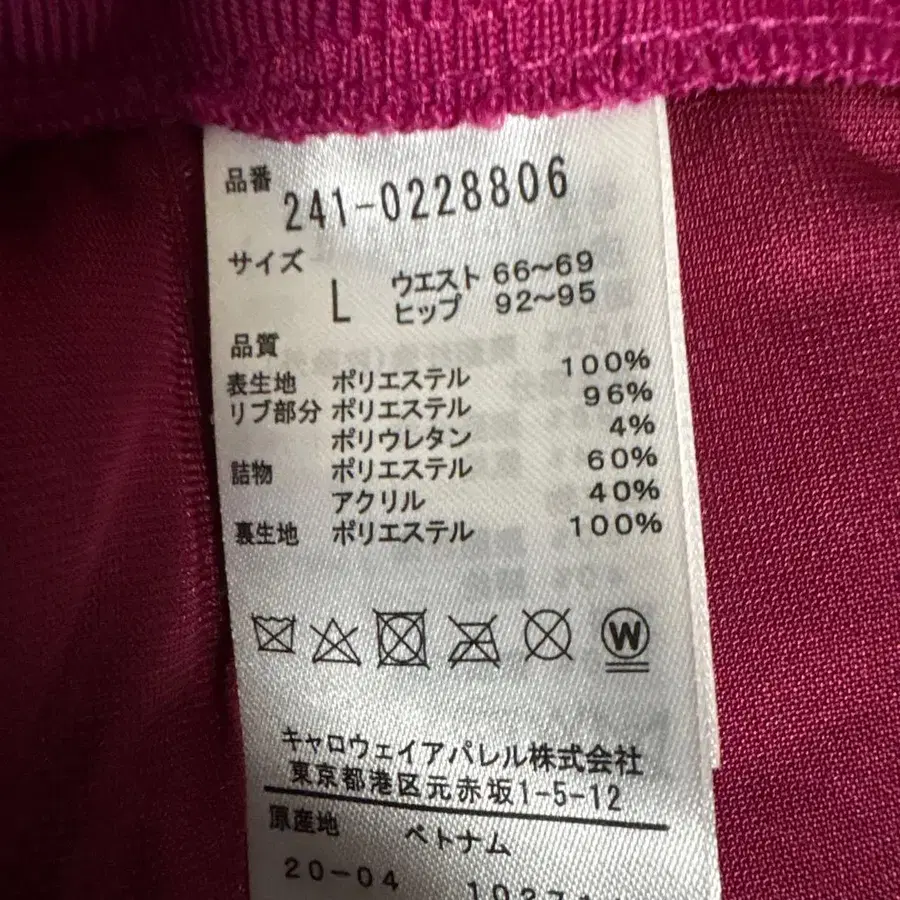 品番
241-0228806
サイズ
L ウエスト 66～69
ヒップ 92～95
品質
表生地 ポリエステル 100%
リブ部分 ポリエステル 96%
ポリウレタン 4%
詰物 ポリエステル 60%
アクリル 40%
裏生地 ポリエステル 100%
W
キャロウェイアパレル株式会社
東京都港区元赤坂1-5-12
原産地 ベトナム
20-04